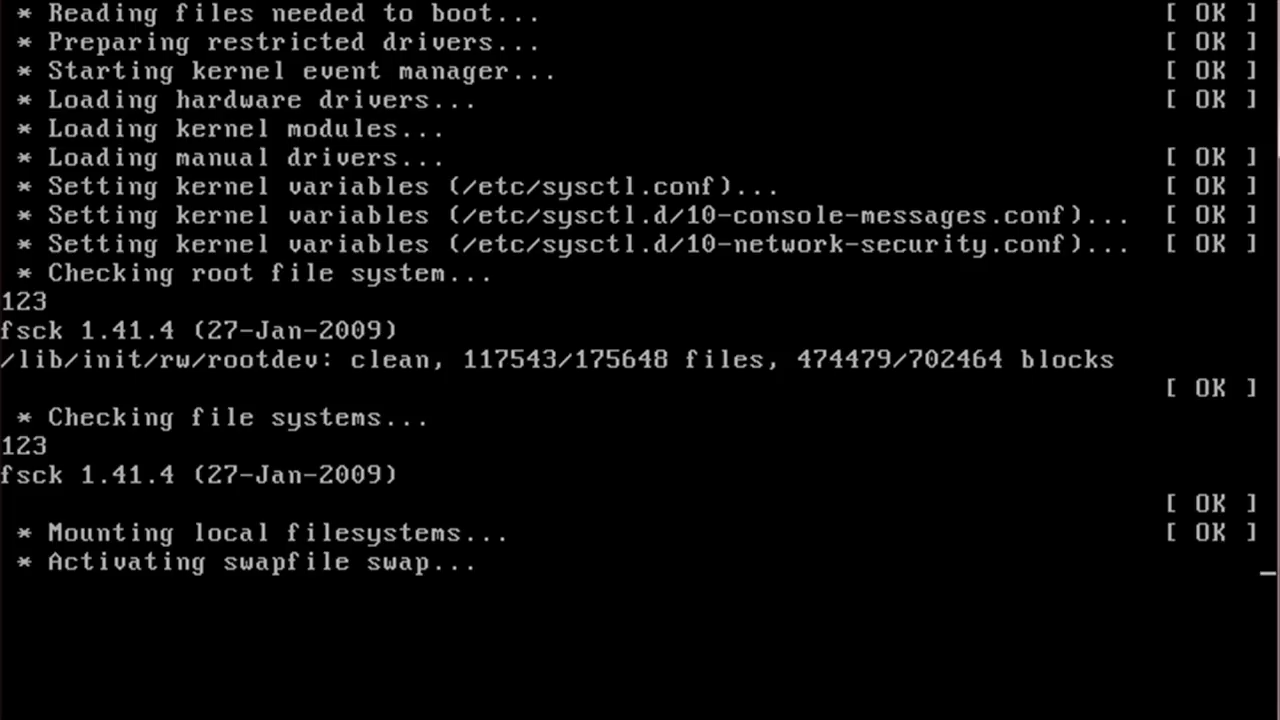 * Reading files needed to boot... [ OK ]
* Preparing restricted drivers... [ OK ]
* Starting kernel event manager... [ OK ]
* Loading hardware drivers... [ OK ]
* Loading kernel modules...
* Loading manual drivers... [ OK ]
* Setting kernel variables (/etc/sysctl.conf)... [ OK ]
* Setting kernel variables (/etc/sysctl.d/10-console-messages.conf)... [ OK ]
* Setting kernel variables (/etc/sysctl.d/10-network-security.conf)... [ OK ]
* Checking root file system...
123
fsck 1.41.4 (27-Jan-2009)
/lib/init/rw/rootdev: clean, 117543/175648 files, 474479/702464 blocks
[ OK ]
* Checking file systems...
123
fsck 1.41.4 (27-Jan-2009)
[ OK ]
* Mounting local filesystems... [ OK ]
* Activating swapfile swap... _